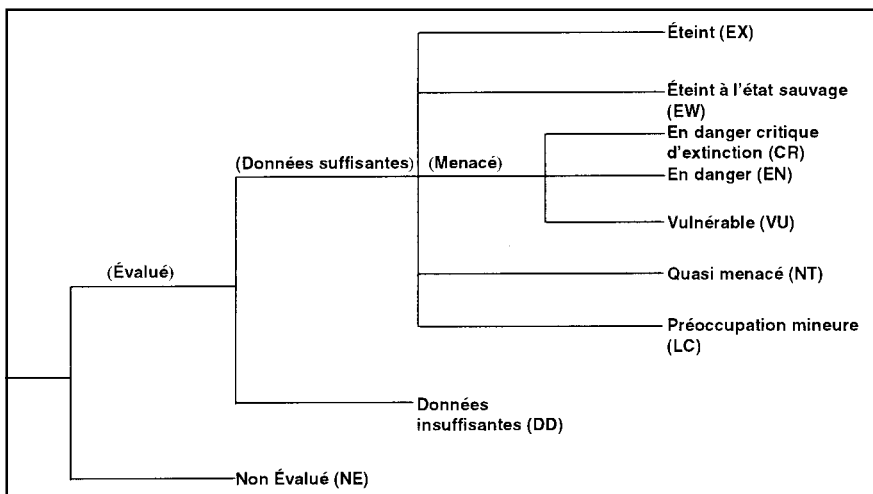 Éteint (EX)
Éteint à l'état sauvage
(EW)
En danger critique
d'extinction (CR)
(Données suffisantes) (Menacé)
En danger (EN)
Vulnérable (VU)
(Évalué)
Quasi menacé (NT)
Préoccupation mineure
(LC)
Données
insuffisantes (DD)
Non Évalué (NE)